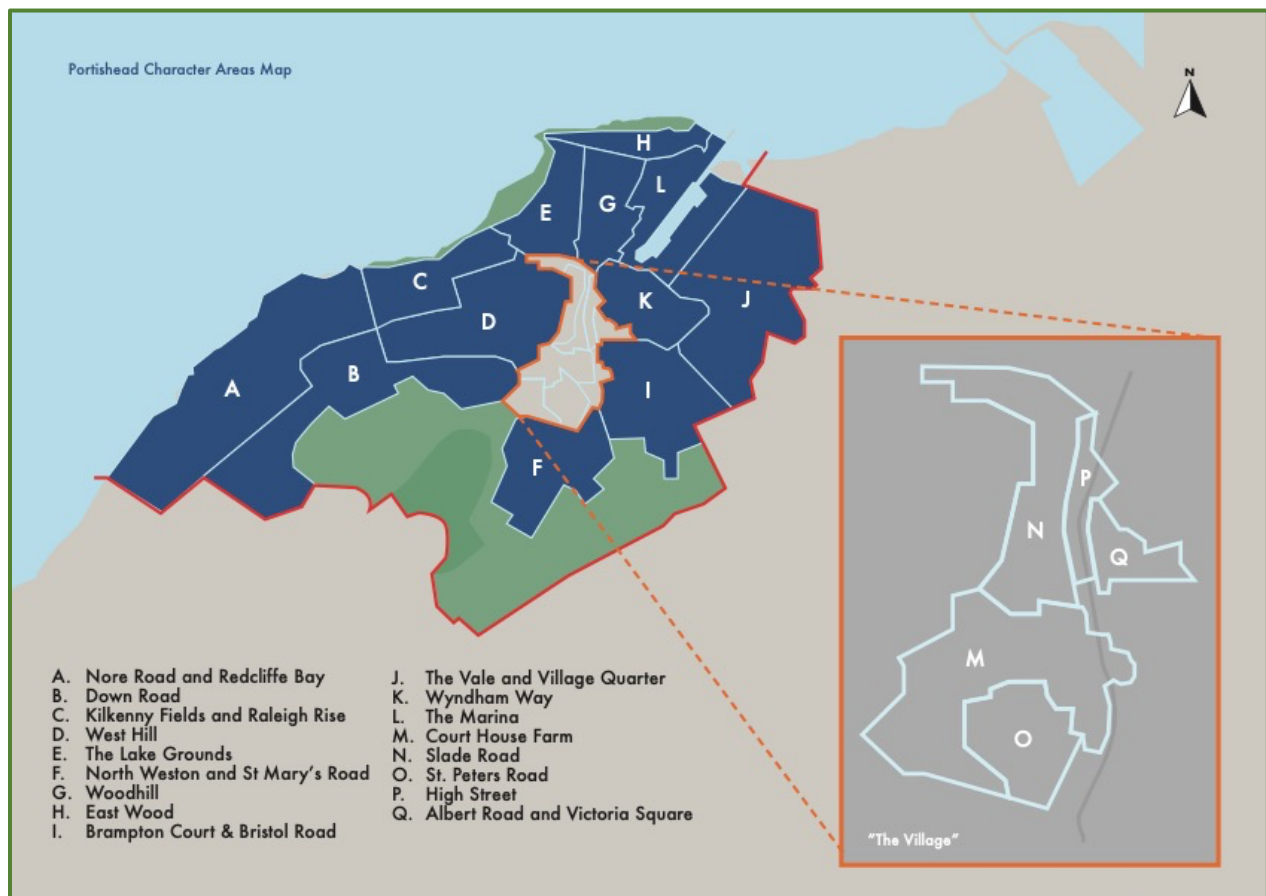 Portishead Character Areas Map
N
H
L
G
E
C
K
J
D
A
B
I
F
P
N
Q
M
O
"The Village"
A. Nore Road and Redcliffe Bay
B. Down Road
C. Kilkenny Fields and Raleigh Rise
D. West Hill
E. The Lake Grounds
F. North Weston and St Mary's Road
G. Woodhill
H. East Wood
I. Brampton Court & Bristol Road
J. The Vale and Village Quarter
K. Wyndham Way
L. The Marina
M. Court House Farm
N. Slade Road
O. St. Peters Road
P. High Street
Q. Albert Road and Victoria Square